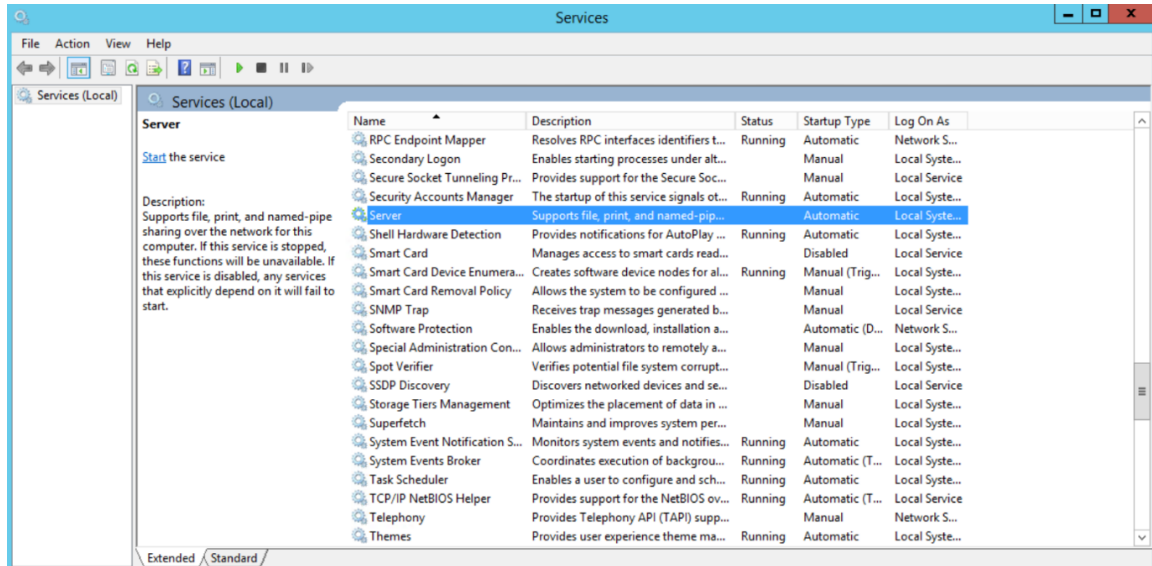 Services
File Action View Help
Services (Local)
Services (Local)
Server
Start the service
Description:
Supports file, print, and named-pipe
sharing over the network for this
computer. If this service is stopped,
these functions will be unavailable. If
this service is disabled, any services
that explicitly depend on it will fail to
start.
Name Description Status Startup Type Log On As
RPC Endpoint Mapper Resolves RPC interfaces identifiers t... Running Automatic Network S...
Secondary Logon Enables starting processes under alt... Manual Local Syste...
Secure Socket Tunneling Pr... Provides support for the Secure Soc... Manual Local Service
Security Accounts Manager The startup of this service signals ot... Running Automatic Local Syste...
Server Supports file, print, and named-pip... Automatic Local Syste...
Shell Hardware Detection Provides notifications for AutoPlay ... Running Automatic Local Syste...
Smart Card Manages access to smart cards read... Disabled Local Service
Smart Card Device Enumera... Creates software device nodes for al... Running Manual (Trig... Local Syste...
Smart Card Removal Policy Allows the system to be configured ... Manual Local Syste...
SNMP Trap Receives trap messages generated b... Manual Local Service
Software Protection Enables the download, installation a... Automatic (D... Network S...
Special Administration Con... Allows administrators to remotely a... Manual Local Syste...
Spot Verifier Verifies potential file system corrupt... Manual (Trig... Local Syste...
SSDP Discovery Discovers networked devices and se... Disabled Local Service
Storage Tiers Management Optimizes the placement of data in ... Manual Local Syste...
Superfetch Maintains and improves system per... Manual Local Syste...
System Event Notification S... Monitors system events and notifies... Running Automatic Local Syste...
System Events Broker Coordinates execution of backgrou... Running Automatic (T... Local Syste...
Task Scheduler Enables a user to configure and sch... Running Automatic Local Syste...
TCP/IP NetBIOS Helper Provides support for the NetBIOS ov... Running Automatic (T... Local Service
Telephony Provides Telephony API (TAPI) supp... Manual Network S...
Themes Provides user experience theme ma... Running Automatic Local Syste...
Extended Standard